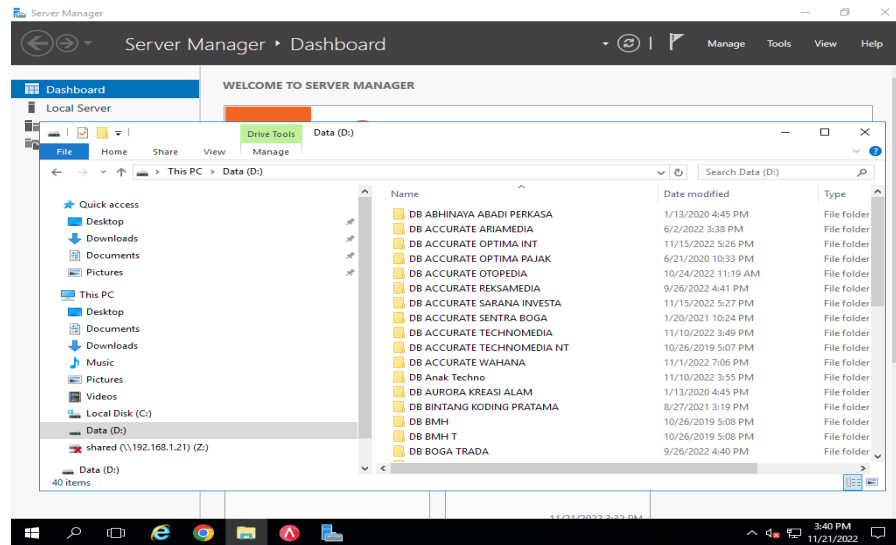 Server Manager
Server Manager ‣ Dashboard
Manage Tools View Help
Dashboard
Local Server
WELCOME TO SERVER MANAGER
Drive Tools Data (D:)
File Home Share View Manage
This PC > Data (D:)
Search Data (D:)
Quick access
Desktop
Downloads
Documents
Pictures
This PC
Desktop
Documents
Downloads
Music
Pictures
Videos
Local Disk (C:)
Data (D:)
shared (\\192.168.1.21) (Z:)
Data (D:)
Name Date modified Type
DB ABHINAYA ABADI PERKASA 1/13/2020 4:45 PM File folder
DB ACCURATE ARIAMEDIA 6/2/2022 3:38 PM File folder
DB ACCURATE OPTIMA INT 11/15/2022 5:26 PM File folder
DB ACCURATE OPTIMA PAJAK 6/21/2020 10:33 PM File folder
DB ACCURATE OTOPEDIA 10/24/2022 11:19 AM File folder
DB ACCURATE REKSAMEDIA 9/26/2022 4:41 PM File folder
DB ACCURATE SARANA INVESTA 11/15/2022 5:27 PM File folder
DB ACCURATE SENTRA BOGA 1/20/2021 10:24 PM File folder
DB ACCURATE TECHNOMEDIA 11/10/2022 3:49 PM File folder
DB ACCURATE TECHNOMEDIA NT 10/26/2019 5:07 PM File folder
DB ACCURATE WAHANA 11/1/2022 7:06 PM File folder
DB Anak Techno 11/10/2022 3:55 PM File folder
DB AURORA KREASI ALAM 1/13/2020 4:45 PM File folder
DB BINTANG KODING PRATAMA 8/27/2021 3:19 PM File folder
DB BMH 10/26/2019 5:08 PM File folder
DB BMH T 10/26/2019 5:08 PM File folder
DB BOGA TRADA 9/26/2022 4:40 PM File folder
40 items
11/21/2022 3:32 PM
3:40 PM
11/21/2022